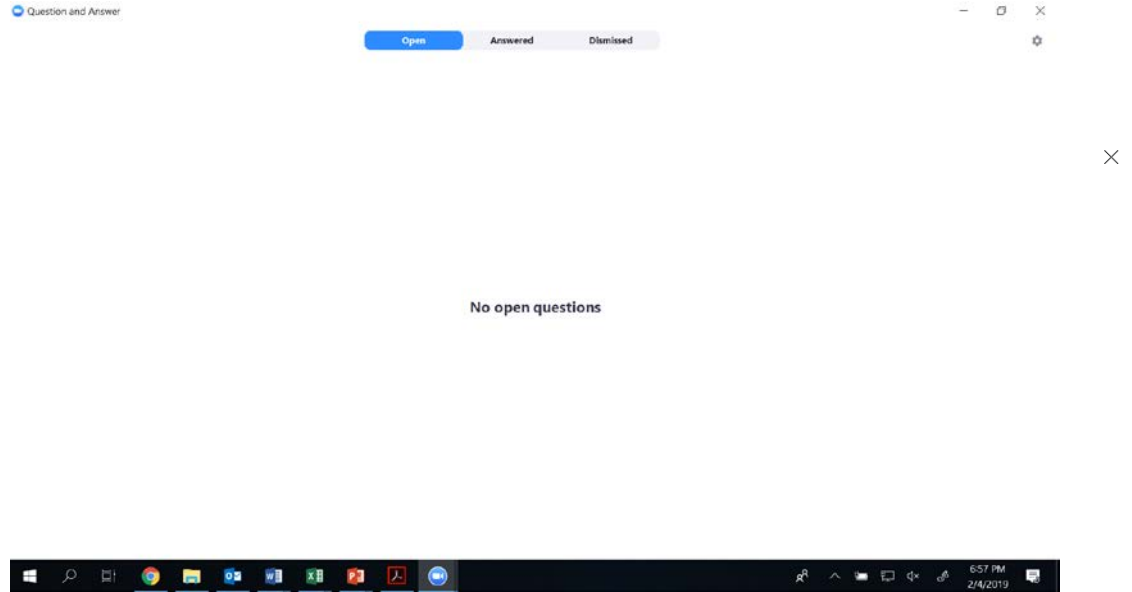 Question and Answer
Open Answered Dismissed
No open questions
6:57 PM
2/4/2019